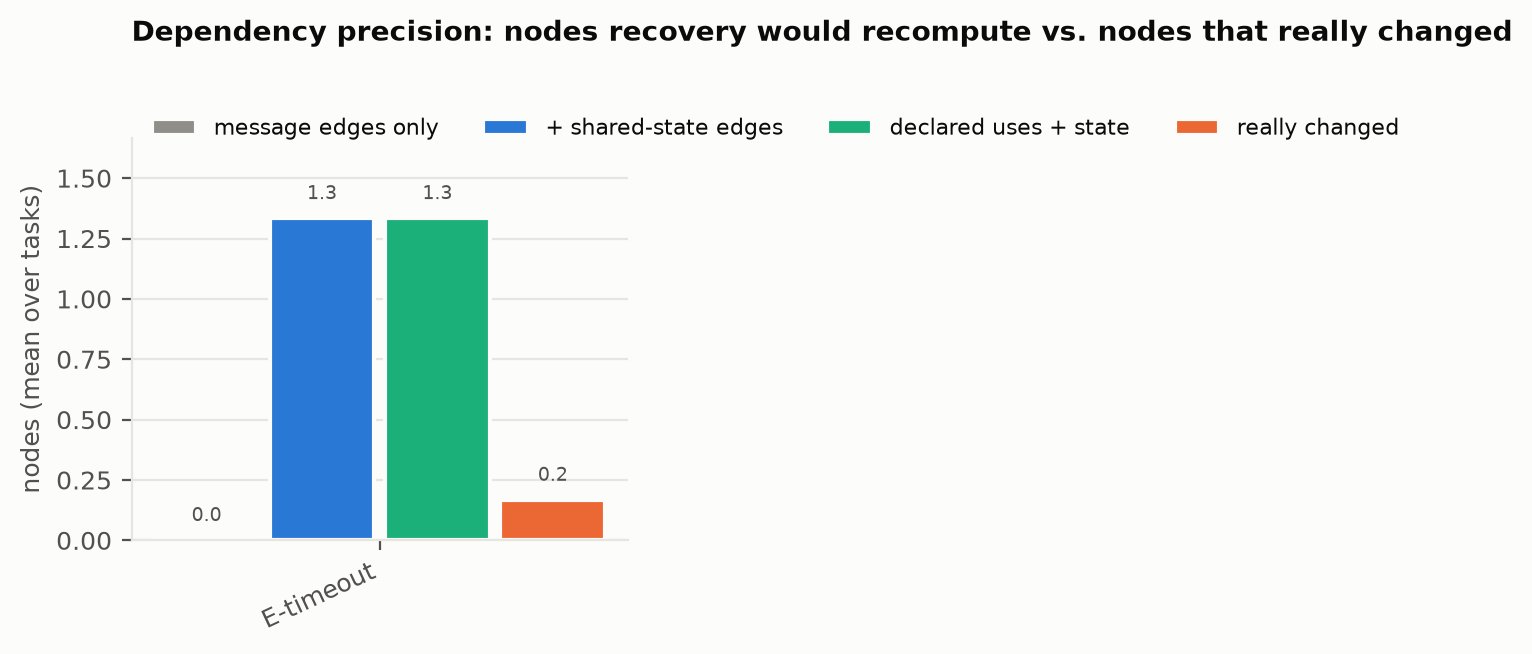 Dependency precision: nodes recovery would recompute vs. nodes that really changed
message edges only
+ shared-state edges
declared uses + state
really changed
nodes (mean over tasks)
1.50
1.25
1.00
0.75
0.50
0.25
0.00
0.0
1.3
1.3
0.2
E-timeout